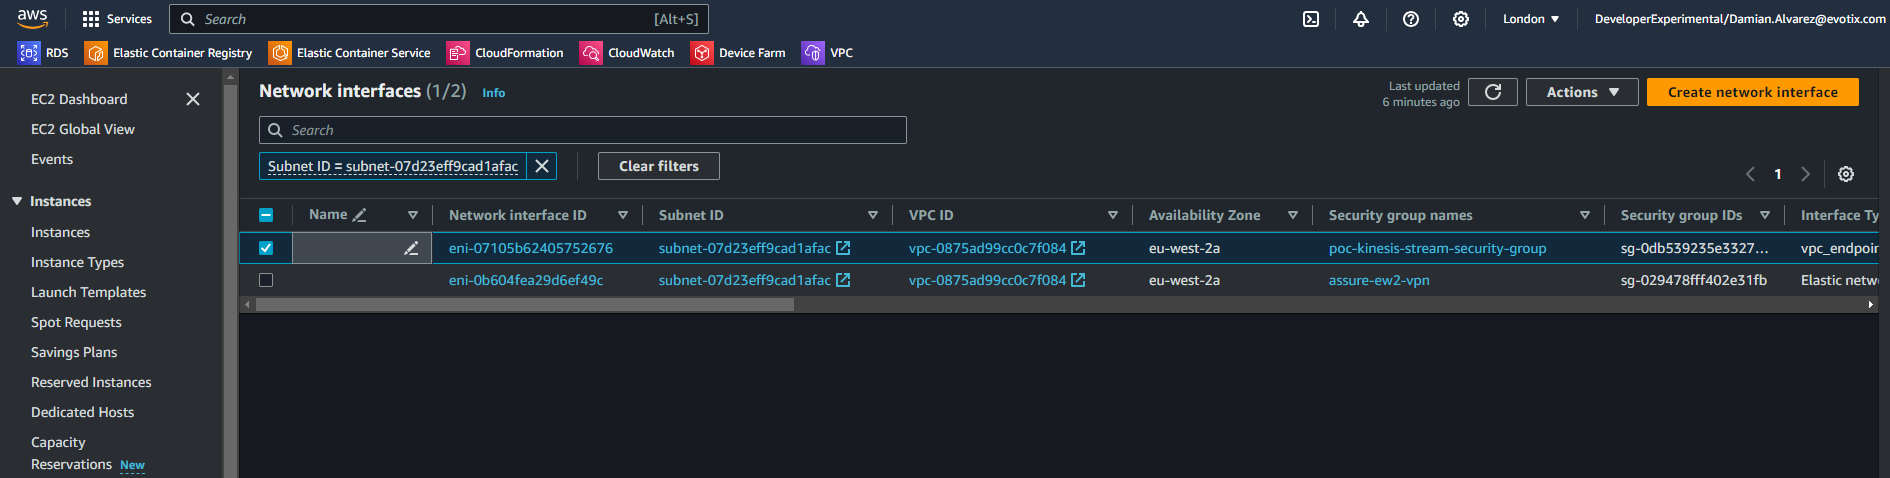 aws Services Search [Alt+S] London ▼ DeveloperExperimental/Damian.Alvarez@evotix.com
RDS Elastic Container Registry Elastic Container Service CloudFormation CloudWatch Device Farm VPC
EC2 Dashboard
EC2 Global View
Events
▼ Instances
Instances
Instance Types
Launch Templates
Spot Requests
Savings Plans
Reserved Instances
Dedicated Hosts
Capacity
Reservations New
Network interfaces (1/2) Info
Last updated
6 minutes ago
Actions ▼
Create network interface
Search
Subnet ID = subnet-07d23eff9cad1afac
Clear filters
1
Name Network interface ID Subnet ID VPC ID Availability Zone Security group names Security group IDs Interface Ty
eni-07105b62405752676 subnet-07d23eff9cad1afac vpc-0875ad99cc0c7f084 eu-west-2a poc-kinesis-stream-security-group sg-0db539235e3327... vpc_endpoin
eni-0b604fea29d6ef49c subnet-07d23eff9cad1afac vpc-0875ad99cc0c7f084 eu-west-2a assure-ew2-vpn sg-029478fff402e31fb Elastic netw